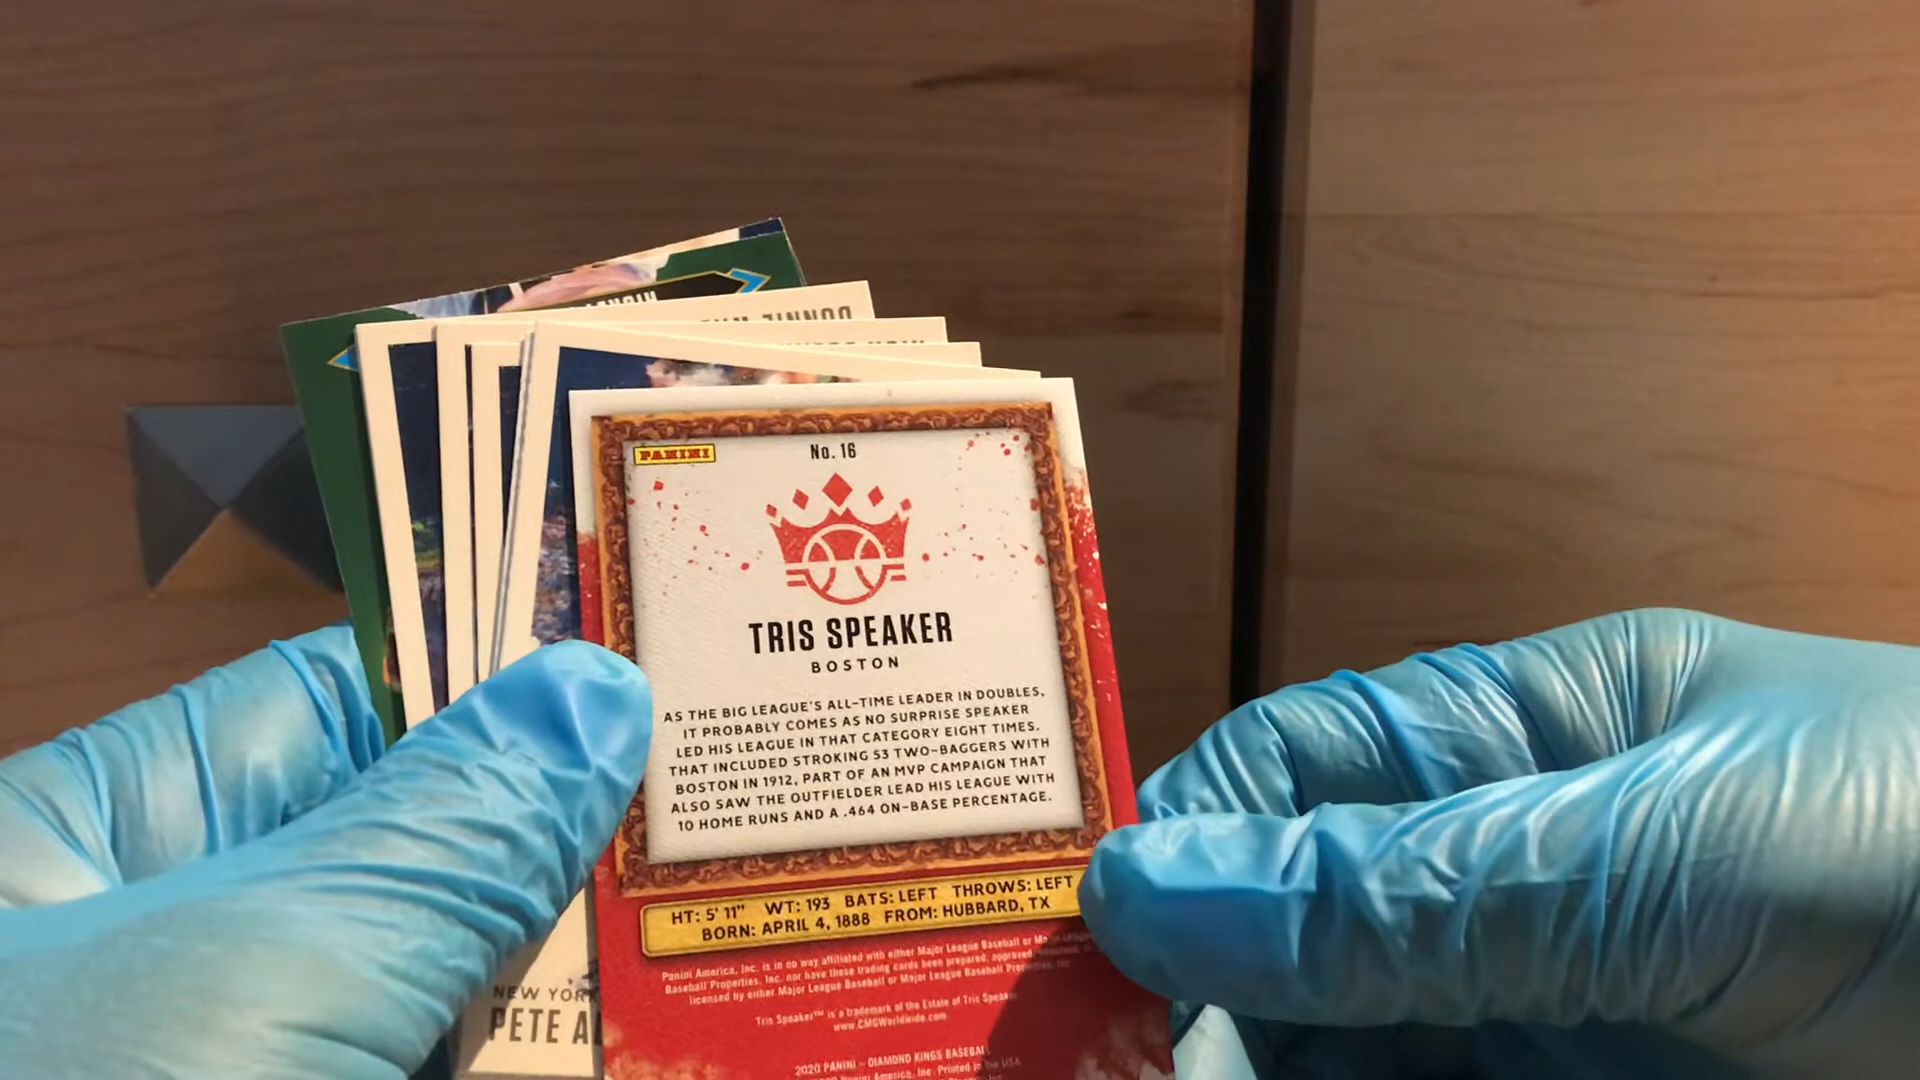 DONNIE
PANINI
No. 16
TRIS SPEAKER
BOSTON
AS THE BIG LEAGUE'S ALL-TIME LEADER IN DOUBLES,
IT PROBABLY COMES AS NO SURPRISE SPEAKER
LED HIS LEAGUE IN THAT CATEGORY EIGHT TIMES.
THAT INCLUDED STROKING 53 TWO-BAGGERS WITH
BOSTON IN 1912, PART OF AN MVP CAMPAIGN THAT
ALSO SAW THE OUTFIELDER LEAD HIS LEAGUE WITH
10 HOME RUNS AND A .464 ON-BASE PERCENTAGE.
HT: 5' 11" WT: 193 BATS: LEFT THROWS: LEFT
BORN: APRIL 4, 1888 FROM: HUBBARD, TX
Panini America, Inc. is in no way affiliated with either Major League Baseball or
Baseball Properties, Inc. nor have these trading cards been prepared, approved,
licensed by either Major League Baseball or Major League Baseball Properties, Inc.
Tris Speaker™ is a trademark of the Estate of Tris Speaker
www.CMGWorldwide.com
2020 PANINI – DIAMOND KINGS BASEBALL
Panini America, Inc. Printed in the USA
NEW YORK
PETE